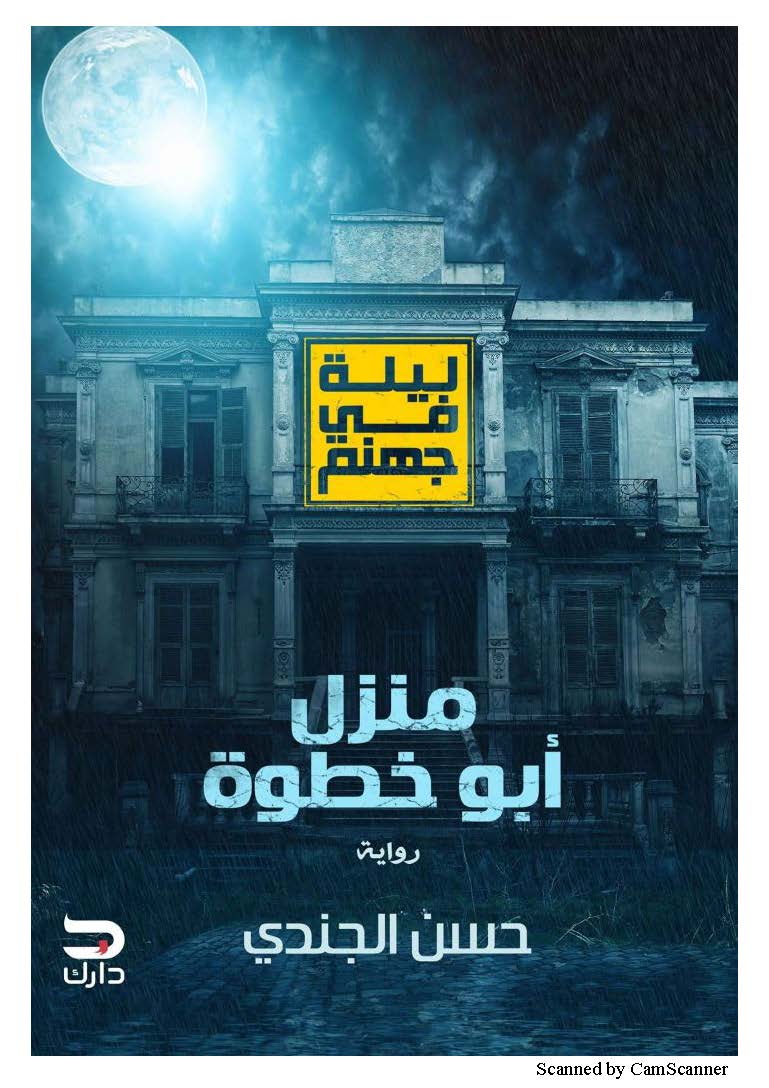 ليلة
في
جهنم
منزل
أبو خطوة
رواية
حسن الجندي
دارك
Scanned by CamScanner